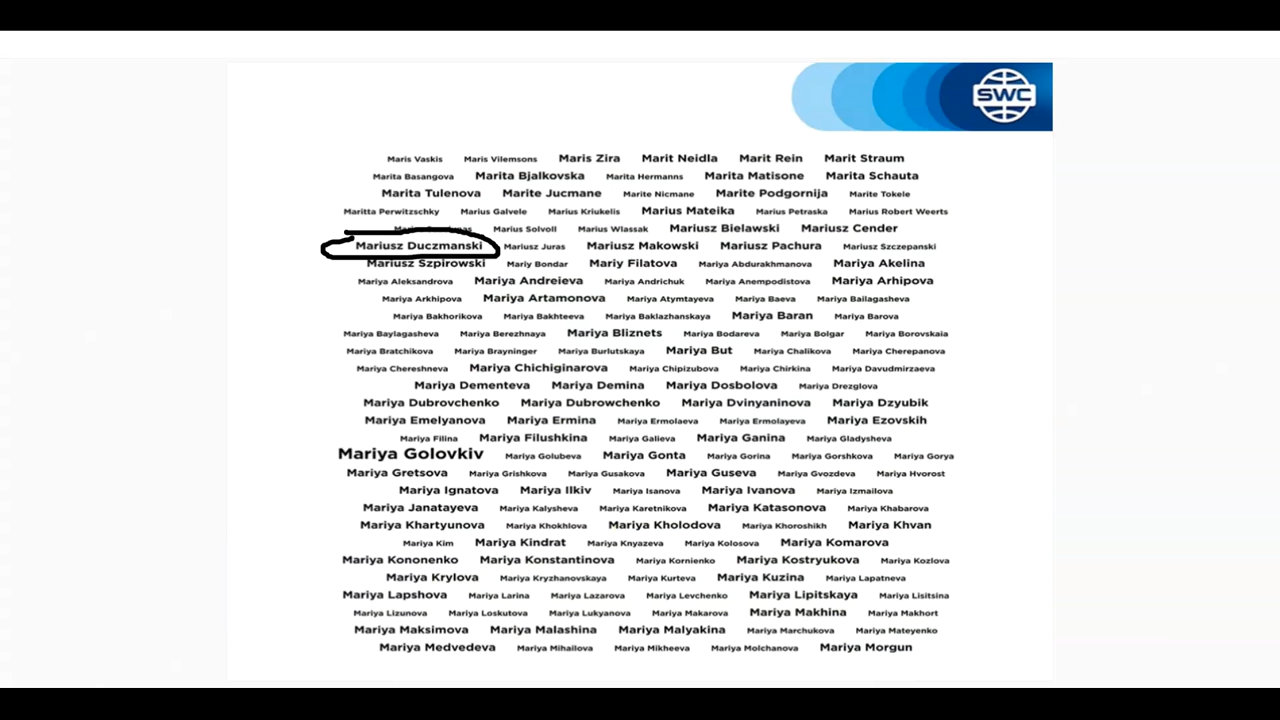 SWC
Maris Vaskis Maris Vilemsons Maris Zira Marit Neidla Marit Rein Marit Straum
Marita Basangova Marita Bjalkovska Marita Hermanns Marita Matisone Marita Schauta
Marita Tulenova Marite Jucmane Marite Nicmane Marite Podgornija Marite Tokele
Maritta Perwitzschky Marius Galvele Marius Kriukelis Marius Mateika Marius Petraska Marius Robert Weerts
Marius Solvoll Marius Wlassak Mariusz Bielawski Mariusz Cender
Mariusz Duczmanski Mariusz Juras Mariusz Makowski Mariusz Pachura Mariusz Szczepanski
Mariusz Szpirowski Mariy Bondar Mariy Filatova Mariya Abdurakhmanova Mariya Akelina
Mariya Aleksandrova Mariya Andreieva Mariya Andrichuk Mariya Anempodistova Mariya Arhipova
Mariya Arkhipova Mariya Artamonova Mariya Atymtayeva Mariya Baeva Mariya Bailagasheva
Mariya Bakhorikova Mariya Bakhteeva Mariya Baklazhanskaya Mariya Baran Mariya Barova
Mariya Baylagasheva Mariya Berezhnaya Mariya Bliznets Mariya Bodareva Mariya Bolgar Mariya Borovskaia
Mariya Bratchikova Mariya Brayninger Mariya Burlutskaya Mariya But Mariya Chalikova Mariya Cherepanova
Mariya Chereshneva Mariya Chichiginarova Mariya Chipizubova Mariya Chirkina Mariya Davudmirzaeva
Mariya Dementeva Mariya Demina Mariya Dosbolova Mariya Drezglova
Mariya Dubrovchenko Mariya Dubrowchenko Mariya Dvinyaninova Mariya Dzyubik
Mariya Emelyanova Mariya Ermina Mariya Ermolaeva Mariya Ermolayeva Mariya Ezovskih
Mariya Filina Mariya Filushkina Mariya Galieva Mariya Ganina Mariya Gladysheva
Mariya Golovkiv Mariya Golubeva Mariya Gonta Mariya Gorina Mariya Gorshkova Mariya Gorya
Mariya Gretsova Mariya Grishkova Mariya Gusakova Mariya Guseva Mariya Gvozdeva Mariya Hvorost
Mariya Ignatova Mariya Ilkiv Mariya Isanova Mariya Ivanova Mariya Izmailova
Mariya Janatayeva Mariya Kalysheva Mariya Karetnikova Mariya Katasonova Mariya Khabarova
Mariya Khartyunova Mariya Khokhlova Mariya Kholodova Mariya Khoroshikh Mariya Khvan
Mariya Kim Mariya Kindrat Mariya Knyazeva Mariya Kolosova Mariya Komarova
Mariya Kononenko Mariya Konstantinova Mariya Kornienko Mariya Kostryukova Mariya Kozlova
Mariya Krylova Mariya Kryzhanovskaya Mariya Kurteva Mariya Kuzina Mariya Lapatneva
Mariya Lapshova Mariya Larina Mariya Lazarova Mariya Levchenko Mariya Lipitskaya Mariya Lisitsina
Mariya Lizunova Mariya Loskutova Mariya Lukyanova Mariya Makarova Mariya Makhina Mariya Makhort
Mariya Maksimova Mariya Malashina Mariya Malyakina Mariya Marchukova Mariya Mateyenko
Mariya Medvedeva Mariya Mihailova Mariya Mikheeva Mariya Molchanova Mariya Morgun